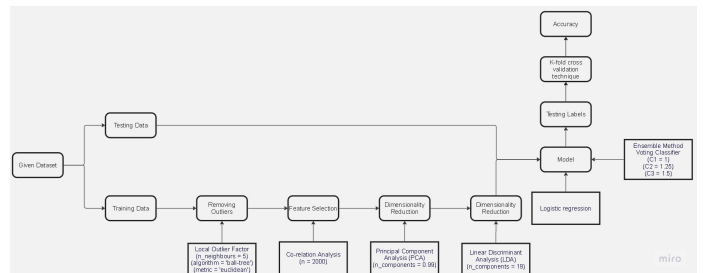 Accuracy
K-fold cross
validation
technique
Testing Data
Testing Labels
Given Dataset
Model
Ensemble Method
Voting Classifier
(C1 = 1)
(C2 = 1.25)
(C3 = 1.5)
Training Data
Removing
Outliers
Feature Selection
Dimensionality
Reduction
Dimensionality
Reduction
Logistic regression
Local Outlier Factor
(n_neighbours = 5)
(algorithm = 'ball-tree')
(metric = 'euclidean')
Co-relation Analysis
(n = 2000)
Principal Component
Analysis (PCA)
(n_components = 0.99)
Linear Discriminant
Analysis (LDA)
(n_components = 18)
miro